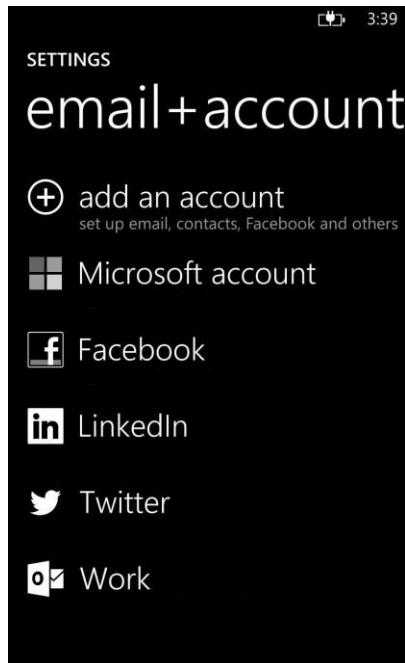 3:39
SETTINGS
email+account
add an account
set up email, contacts, Facebook and others
Microsoft account
Facebook
LinkedIn
in
Twitter
Work